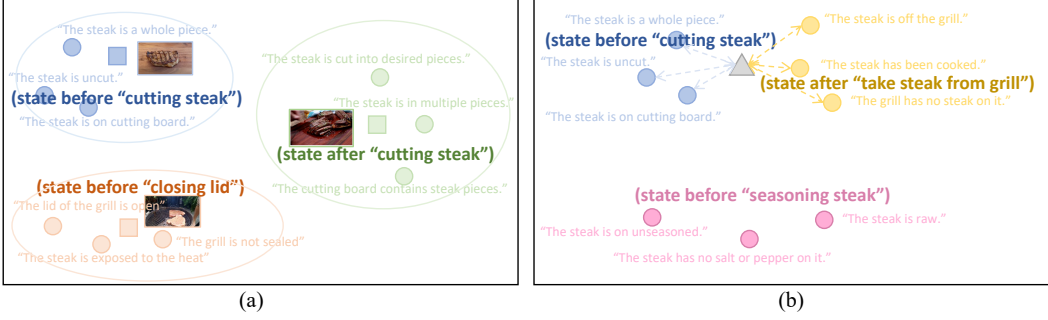 "The steak is a whole piece."
"The steak is uncut."
(state before "cutting steak")
"The steak is on cutting board."
"The steak is cut into desired pieces."
"The steak is in multiple pieces."
(state after "cutting steak")
"The cutting board contains steak pieces."
(state before "closing lid")
"The lid of the grill is open"
"The grill is not sealed"
"The steak is exposed to the heat"
(a)
"The steak is a whole piece."
"The steak is off the grill."
(state before "cutting steak")
"The steak is uncut."
"The steak has been cooked."
(state after "take steak from grill")
"The grill has no steak on it."
"The steak is on cutting board."
(state before "seasoning steak")
"The steak is raw."
"The steak is on unseasoned."
"The steak has no salt or pepper on it."
(b)